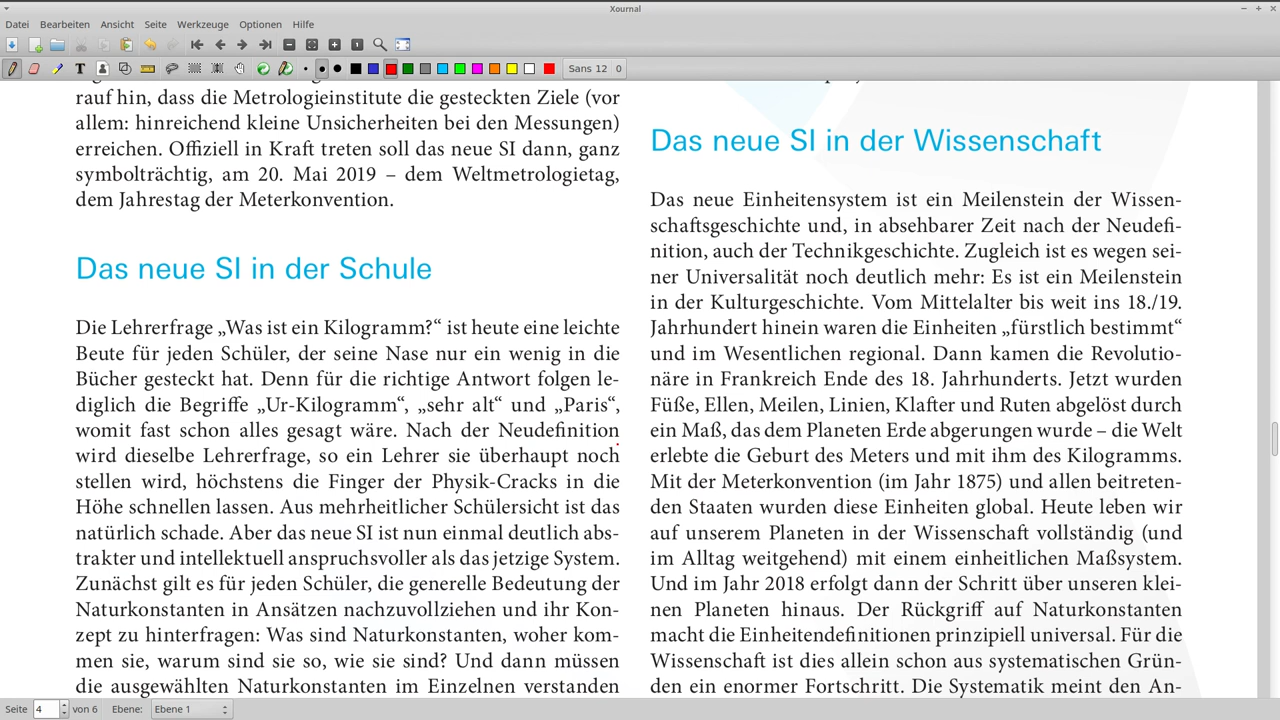 Xournal
Datei Bearbeiten Ansicht Seite Werkzeuge Optionen Hilfe
Sans 12 0
rauf hin, dass die Metrologieinstitute die gesteckten Ziele (vor
allem: hinreichend kleine Unsicherheiten bei den Messungen)
erreichen. Offiziell in Kraft treten soll das neue SI dann, ganz
symbolträchtig, am 20. Mai 2019 – dem Weltmetrologietag,
dem Jahrestag der Meterkonvention.
Das neue SI in der Schule
Die Lehrerfrage „Was ist ein Kilogramm?“ ist heute eine leichte
Beute für jeden Schüler, der seine Nase nur ein wenig in die
Bücher gesteckt hat. Denn für die richtige Antwort folgen le-
diglich die Begriffe „Ur-Kilogramm“, „sehr alt“ und „Paris“,
womit fast schon alles gesagt wäre. Nach der Neudefinition
wird dieselbe Lehrerfrage, so ein Lehrer sie überhaupt noch
stellen wird, höchstens die Finger der Physik-Cracks in die
Höhe schnellen lassen. Aus mehrheitlicher Schülersicht ist das
natürlich schade. Aber das neue SI ist nun einmal deutlich abs-
trakter und intellektuell anspruchsvoller als das jetzige System.
Zunächst gilt es für jeden Schüler, die generelle Bedeutung der
Naturkonstanten in Ansätzen nachzuvollziehen und ihr Kon-
zept zu hinterfragen: Was sind Naturkonstanten, woher kom-
men sie, warum sind sie so, wie sie sind? Und dann müssen
die ausgewählten Naturkonstanten im Einzelnen verstanden
Das neue SI in der Wissenschaft
Das neue Einheitensystem ist ein Meilenstein der Wissen-
schaftsgeschichte und, in absehbarer Zeit nach der Neudefi-
nition, auch der Technikgeschichte. Zugleich ist es wegen sei-
ner Universalität noch deutlich mehr: Es ist ein Meilenstein
in der Kulturgeschichte. Vom Mittelalter bis weit ins 18./19.
Jahrhundert hinein waren die Einheiten „fürstlich bestimmt“
und im Wesentlichen regional. Dann kamen die Revolutio-
näre in Frankreich Ende des 18. Jahrhunderts. Jetzt wurden
Füße, Ellen, Meilen, Linien, Klafter und Ruten abgelöst durch
ein Maß, das dem Planeten Erde abgerungen wurde – die Welt
erlebte die Geburt des Meters und mit ihm des Kilogramms.
Mit der Meterkonvention (im Jahr 1875) und allen beitreten-
den Staaten wurden diese Einheiten global. Heute leben wir
auf unserem Planeten in der Wissenschaft vollständig (und
im Alltag weitgehend) mit einem einheitlichen Maßsystem.
Und im Jahr 2018 erfolgt dann der Schritt über unseren klei-
nen Planeten hinaus. Der Rückgriff auf Naturkonstanten
macht die Einheitendefinitionen prinzipiell universal. Für die
Wissenschaft ist dies allein schon aus systematischen Grün-
den ein enormer Fortschritt. Die Systematik meint den An-
Seite 4 von 6 Ebene: Ebene 1